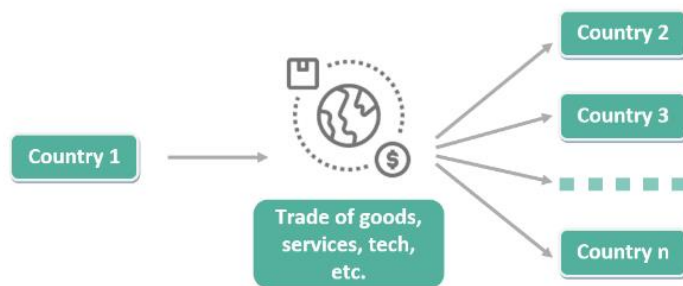 Country 1
$
Trade of goods,
services, tech,
etc.
Country 2
Country 3
Country n